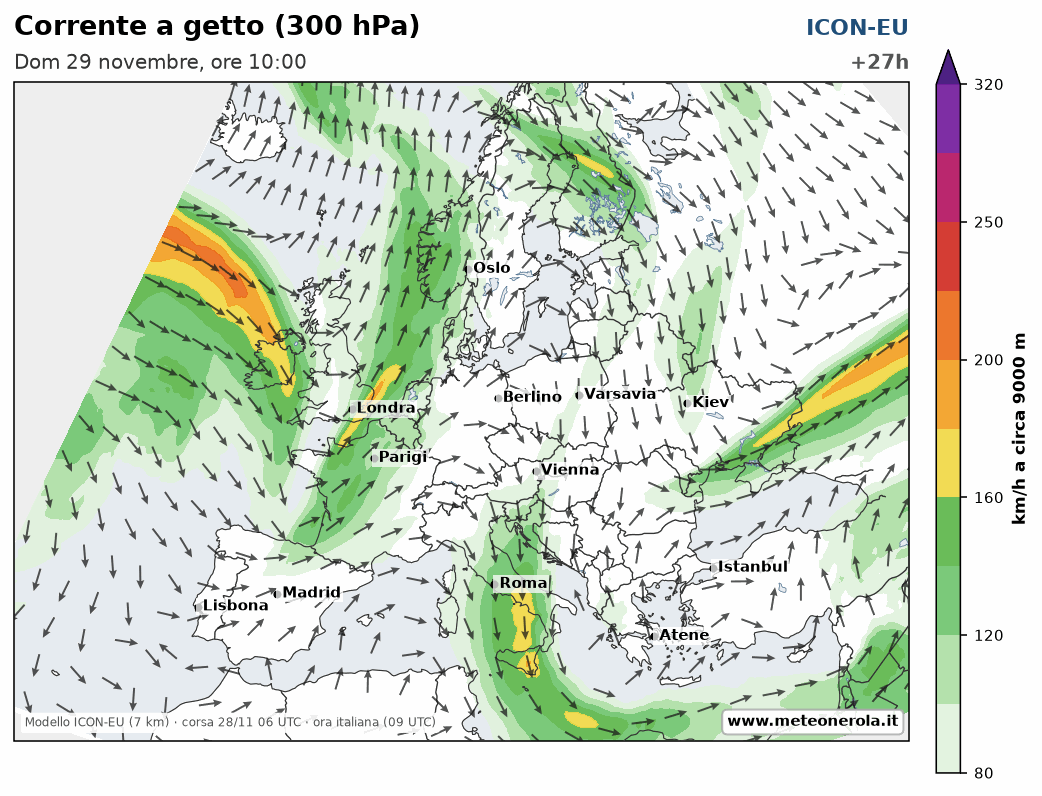 Corrente a getto (300 hPa)
ICON-EU
Dom 29 novembre, ore 10:00
+27h
320
250
200
160
120
80
km/h a circa 9000 m
Oslo
Berlino
Varsavia
Kiev
Londra
Parigi
Vienna
Istanbul
Roma
Madrid
Lisbona
Atene
Modello ICON-EU (7 km) · corsa 28/11 06 UTC · ora italiana (09 UTC)
www.meteonerola.it